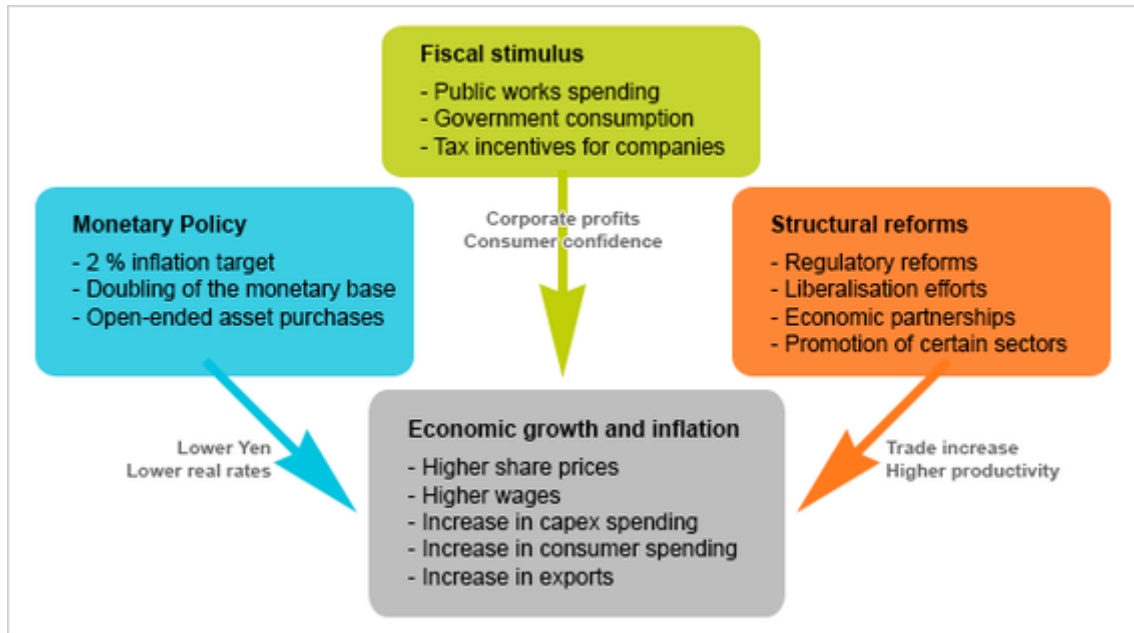 Fiscal stimulus
- Public works spending
- Government consumption
- Tax incentives for companies
Corporate profits
Consumer confidence
Monetary Policy
- 2 % inflation target
- Doubling of the monetary base
- Open-ended asset purchases
Structural reforms
- Regulatory reforms
- Liberalisation efforts
- Economic partnerships
- Promotion of certain sectors
Lower Yen
Lower real rates
Economic growth and inflation
- Higher share prices
- Higher wages
- Increase in capex spending
- Increase in consumer spending
- Increase in exports
Trade increase
Higher productivity